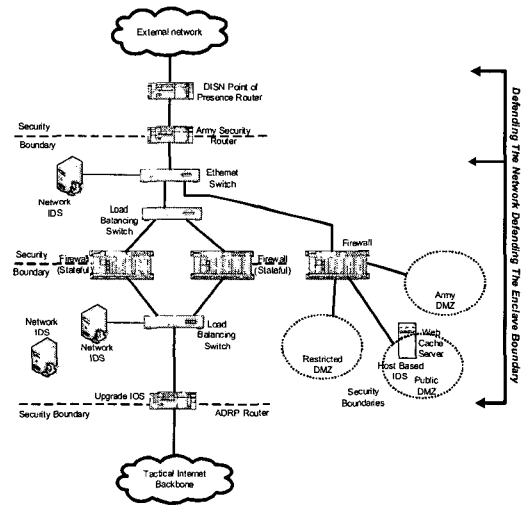 External network
DISN Point of
Presence Router
Security
Boundary
Army Security
Router
Ethernet
Switch
Network
IDS
Load
Balancing
Switch
Security
Boundary
Firewall
(Stateful)
Firewall
(Stateful)
Firewall
Army
DMZ
Network
IDS
Network
IDS
Load
Balancing
Switch
Restricted
DMZ
Web
Cache
Server
Host Based
IDS
Public
DMZ
Security
Boundaries
Upgrade IOS
Security Boundary
ADRP Router
Tactical Internet
Backbone
Defending The Network Defending The Enclave Boundary